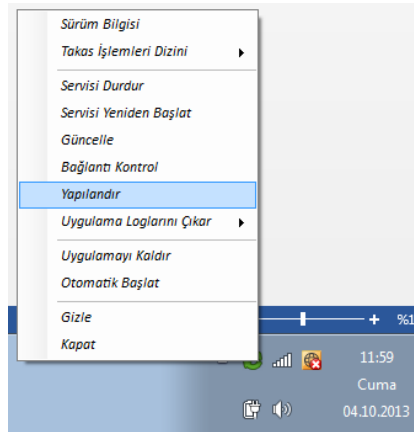 Sürüm Bilgisi
Takas İşlemleri Dizini
Servisi Durdur
Servisi Yeniden Başlat
Güncelle
Bağlantı Kontrol
Yapılandır
Uygulama Loglarını Çıkar
Uygulamayı Kaldır
Otomatik Başlat
Gizle
Kapat
%1
11:59
Cuma
04.10.2013